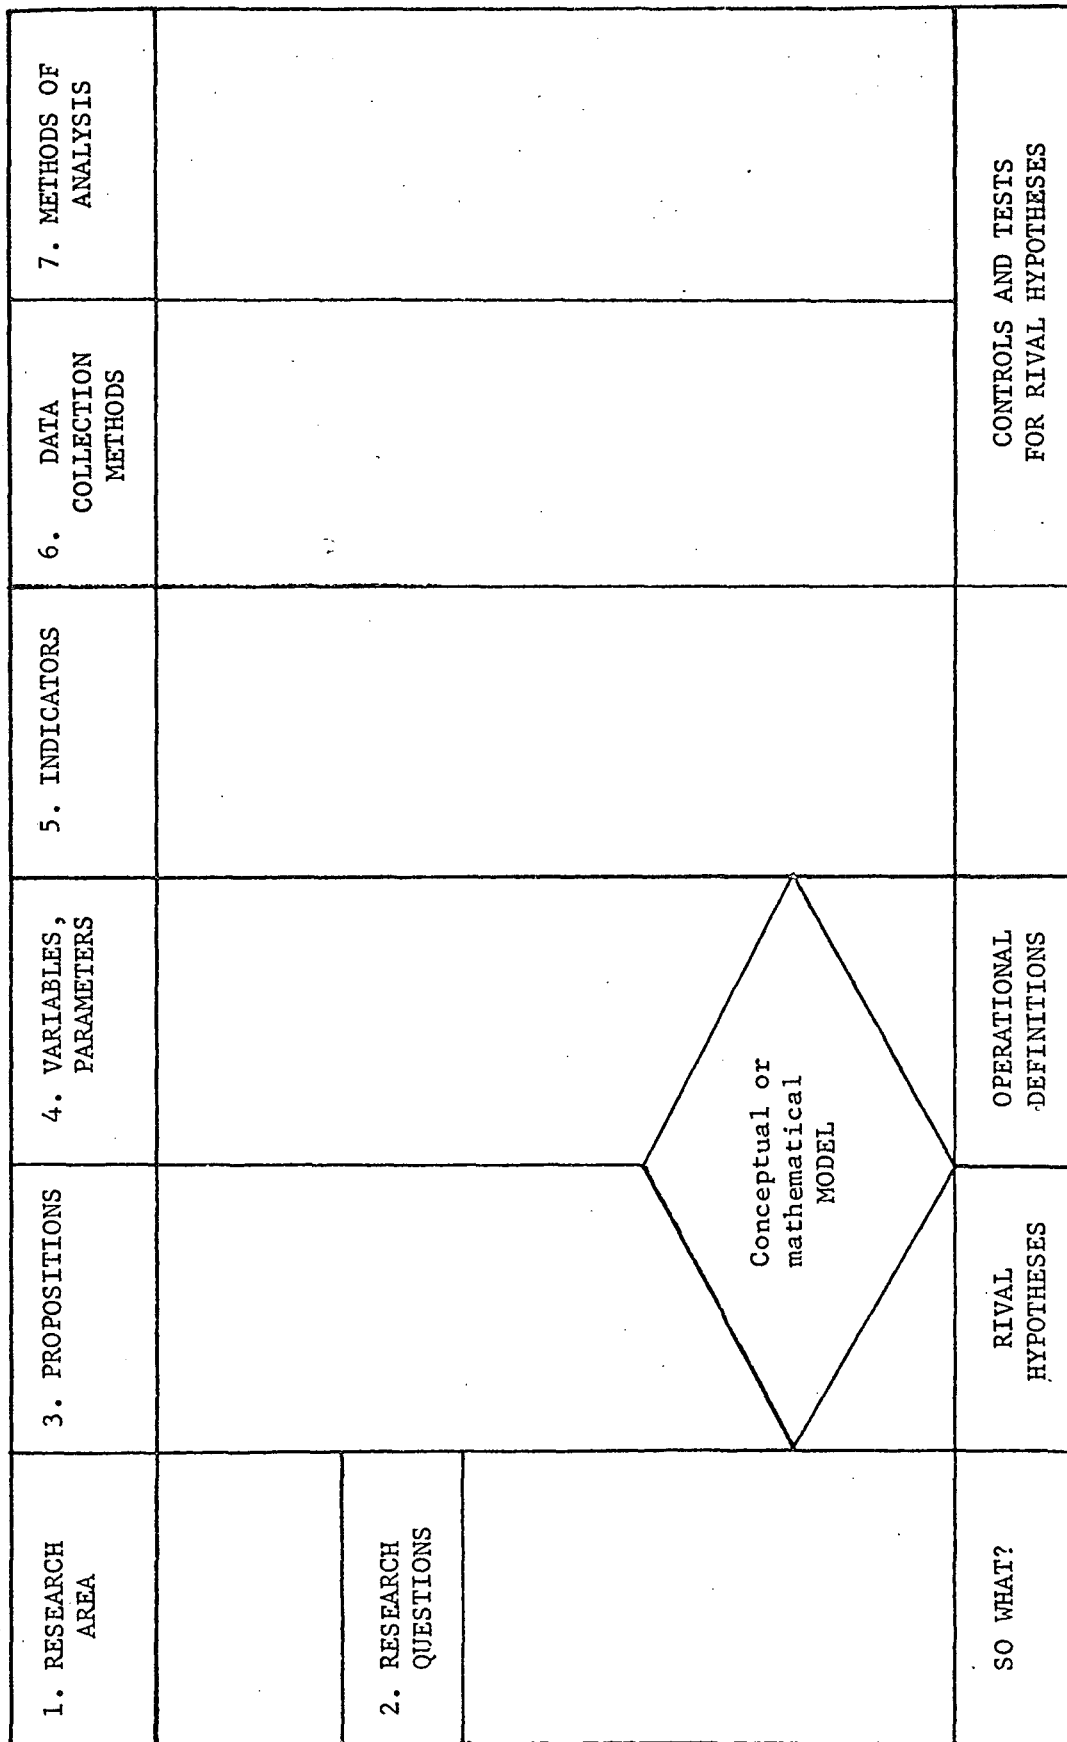 1. RESEARCH
AREA
2. RESEARCH
QUESTIONS
SO WHAT?
3. PROPOSITIONS
4. VARIABLES,
PARAMETERS
Conceptual or
mathematical
MODEL
RIVAL
HYPOTHESES
OPERATIONAL
DEFINITIONS
5. INDICATORS
6. DATA
COLLECTION
METHODS
7. METHODS OF
ANALYSIS
CONTROLS AND TESTS
FOR RIVAL HYPOTHESES